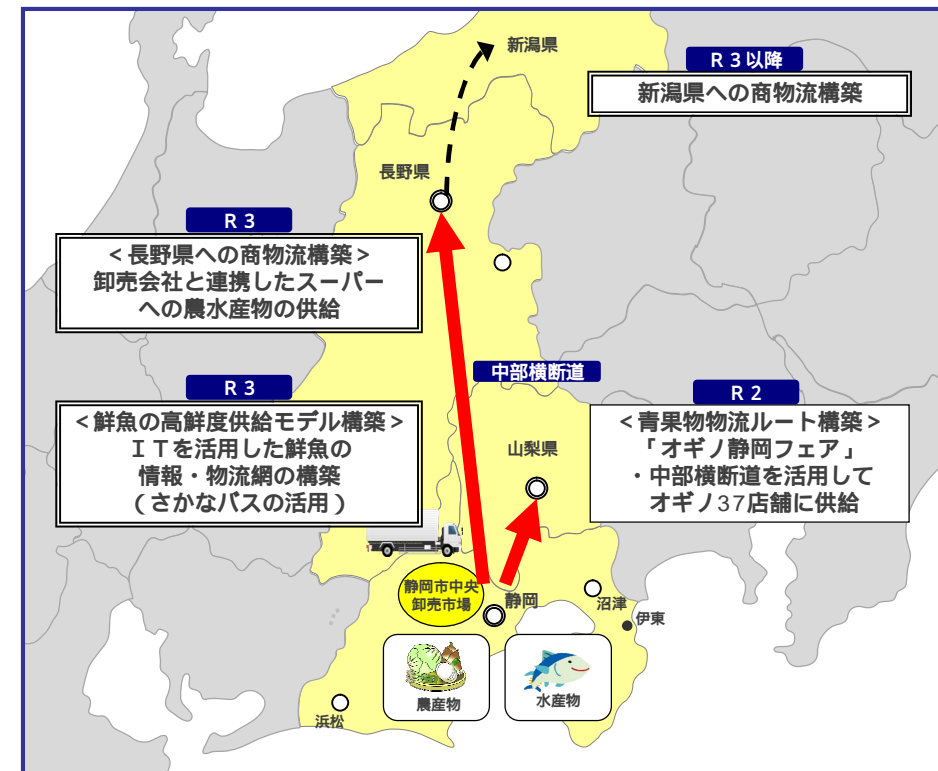 新潟県
R3以降
新潟県への商物流構築
長野県
R3
<長野県への商物流構築>
卸売会社と連携したスーパー
への農水産物の供給
中部横断道
R3
<鮮魚の高鮮度供給モデル構築>
ITを活用した鮮魚の
情報・物流網の構築
(さかなバスの活用)
R2
<青果物物流ルート構築>
「オギノ静岡フェア」
・中部横断道を活用して
オギノ37店舗に供給
山梨県
静岡市中央
卸売市場
静岡
沼津
伊東
農産物
水産物
浜松